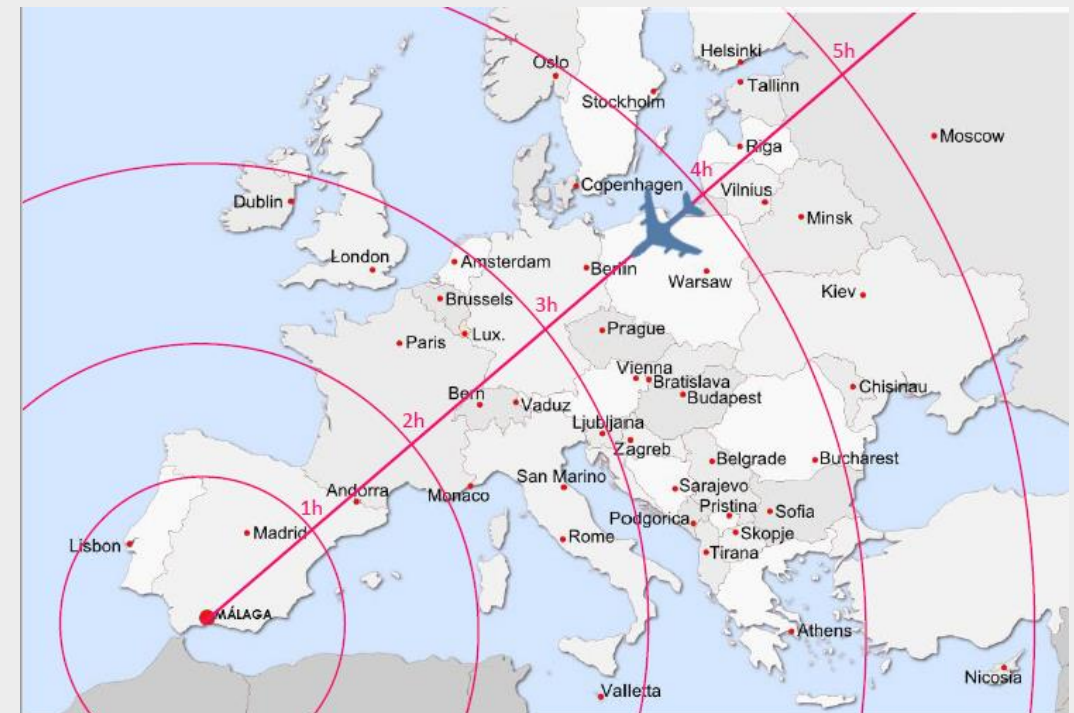 Helsinki
5h
Oslo
Tallinn
Stockholm
Moscow
Riga
4h
Copenhagen
Vilnius
Dublin
Minsk
London
Amsterdam
Berlin
Warsaw
Kiev
Brussels
3h
Prague
Lux.
Paris
Vienna
Bratislava
Chisinau
Bern
Budapest
Vaduz
2h
Ljubljana
Zagreb
Belgrade
Bucharest
San Marino
Andorra
Monaco
Sarajevo
1h
Pristina
Sofia
Podgorica
Madrid
Skopje
Rome
Lisbon
Tirana
MÁLAGA
Athens
Nicosia
Valletta